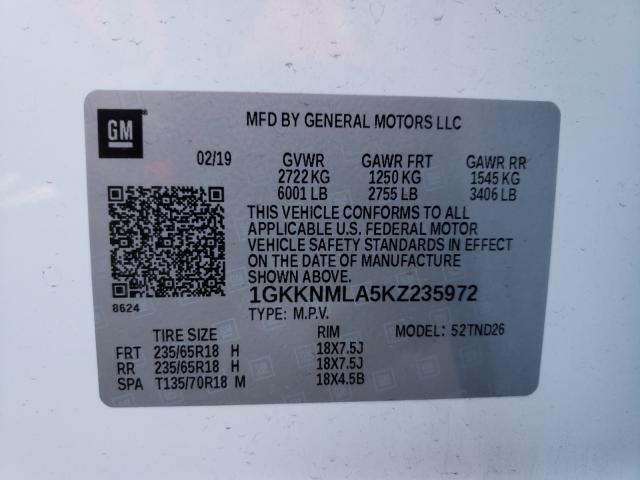 GM
MFD BY GENERAL MOTORS LLC
02/19 GVWR GAWR FRT GAWR RR
2722 KG 1250 KG 1545 KG
6001 LB 2755 LB 3406 LB
THIS VEHICLE CONFORMS TO ALL
APPLICABLE U.S. FEDERAL MOTOR
VEHICLE SAFETY STANDARDS IN EFFECT
ON THE DATE OF MANUFACTURE
SHOWN ABOVE.
8624
1GKKNMLA5KZ235972
TYPE: M.P.V.
TIRE SIZE RIM MODEL: 52TND26
FRT 235/65R18 H 18X7.5J
RR 235/65R18 H 18X7.5J
SPA T135/70R18 M 18X4.5B